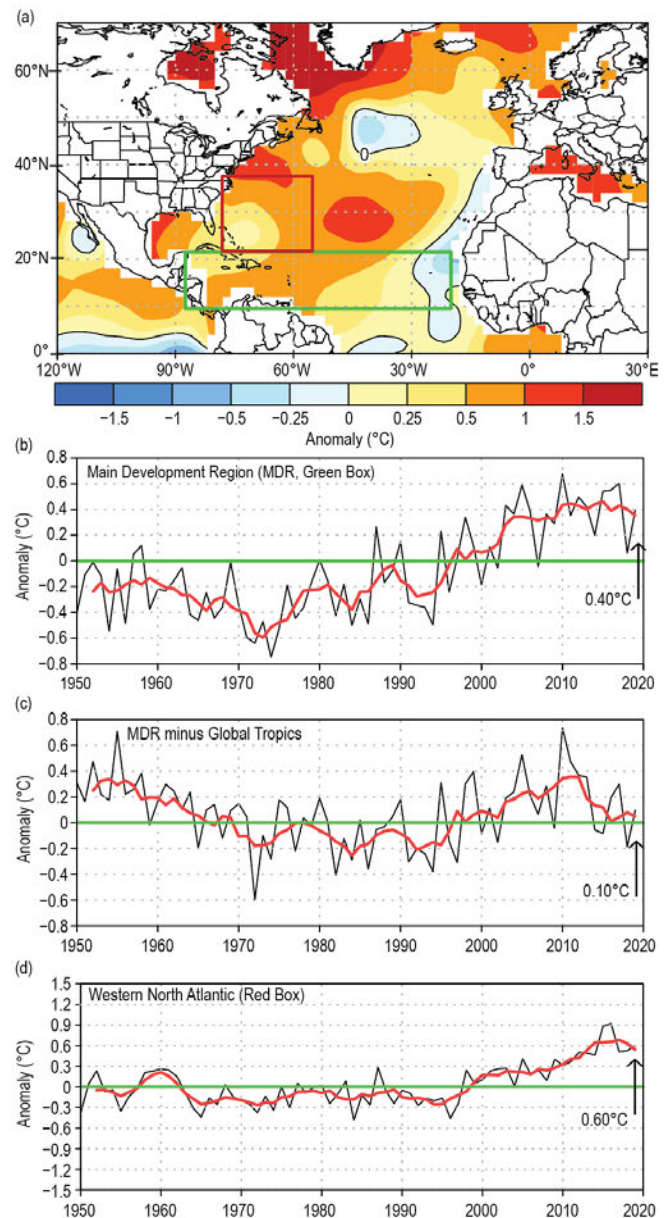 (a)
60°N
40°N
20°N
0°
0
120°W 90°W 60°W 30°W 0° 30°E
−1.5 −1 −0.5 −0.25 0 0.25 0.5 1 1.5
Anomaly (°C)
(b)
Main Development Region (MDR, Green Box)
Anomaly (°C)
0.8
0.6
0.4
0.2
0
−0.2
−0.4
−0.6
−0.8
0.40°C
1950 1960 1970 1980 1990 2000 2010 2020
(c)
MDR minus Global Tropics
Anomaly (°C)
0.8
0.6
0.4
0.2
0
−0.2
−0.4
−0.6
−0.8
0.10°C
1950 1960 1970 1980 1990 2000 2010 2020
(d)
Western North Atlantic (Red Box)
Anomaly (°C)
1.5
1.2
0.9
0.6
0.3
0
−0.3
−0.6
−0.9
−1.2
−1.5
0.60°C
1950 1960 1970 1980 1990 2000 2010 2020